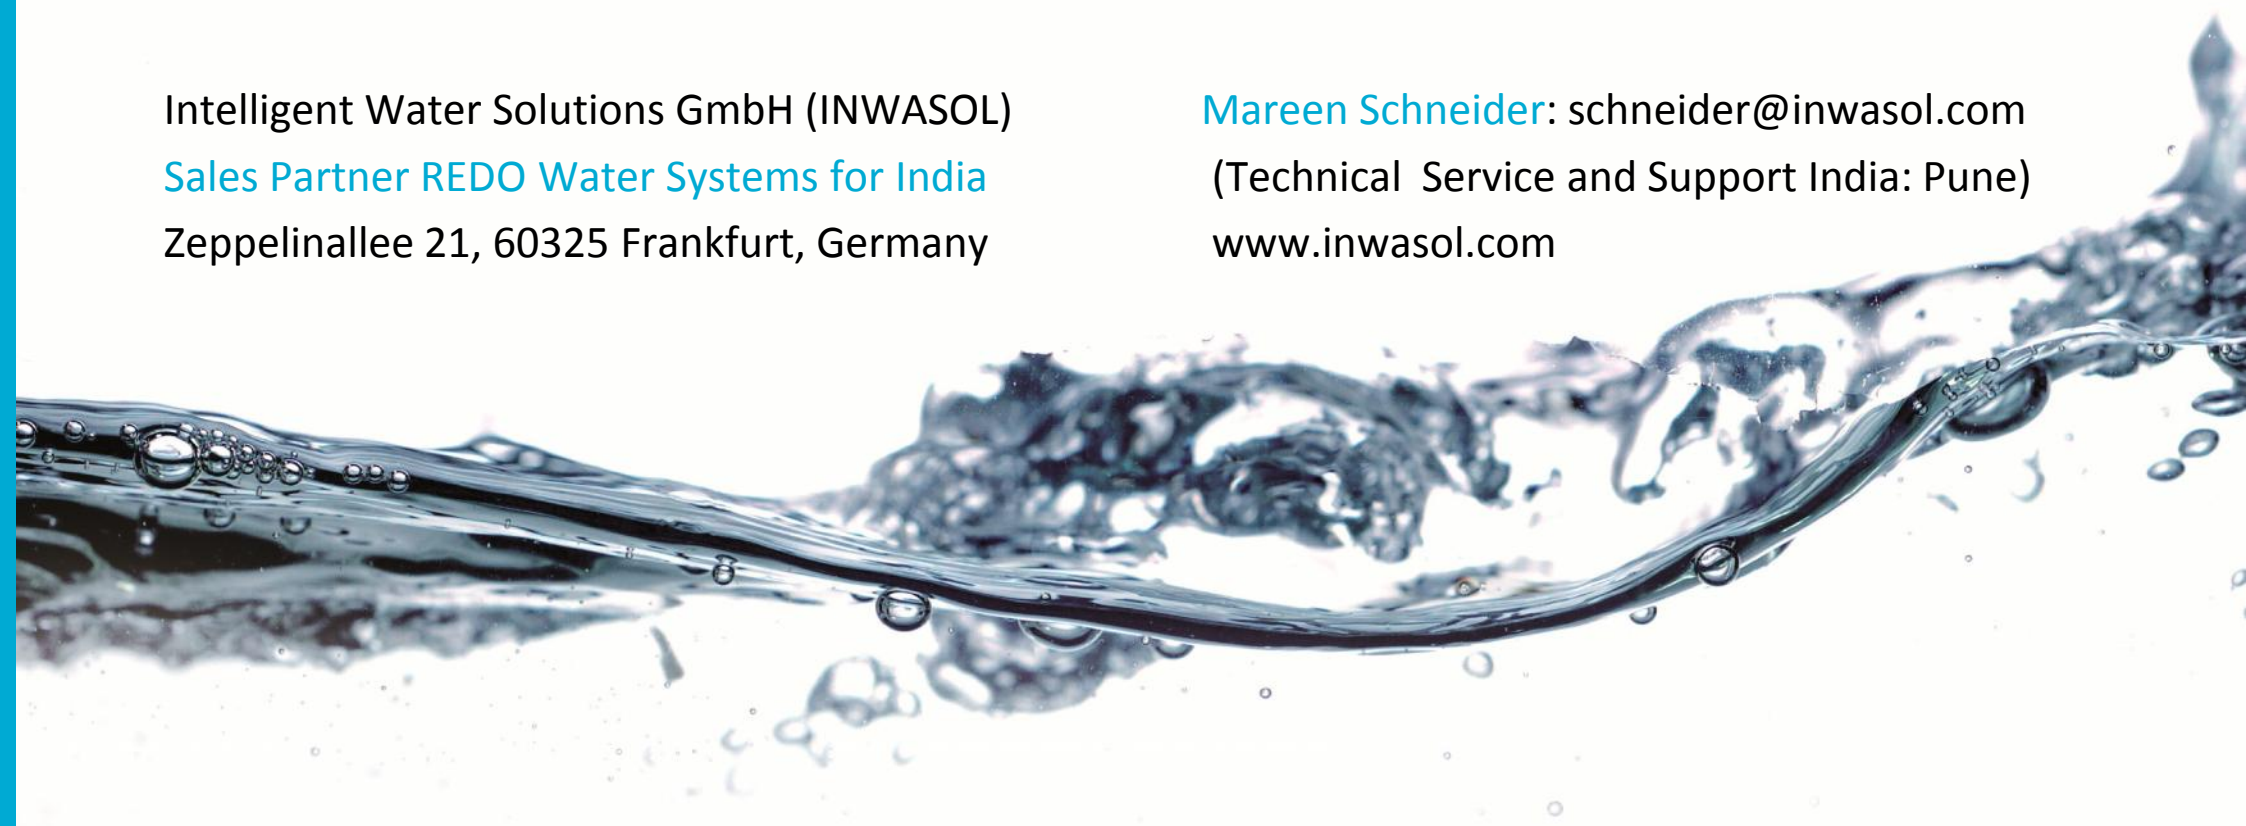 Intelligent Water Solutions GmbH (INWASOL)
Sales Partner REDO Water Systems for India
Zeppelinallee 21, 60325 Frankfurt, Germany
Mareen Schneider: schneider@inwasol.com
(Technical Service and Support India: Pune)
www.inwasol.com